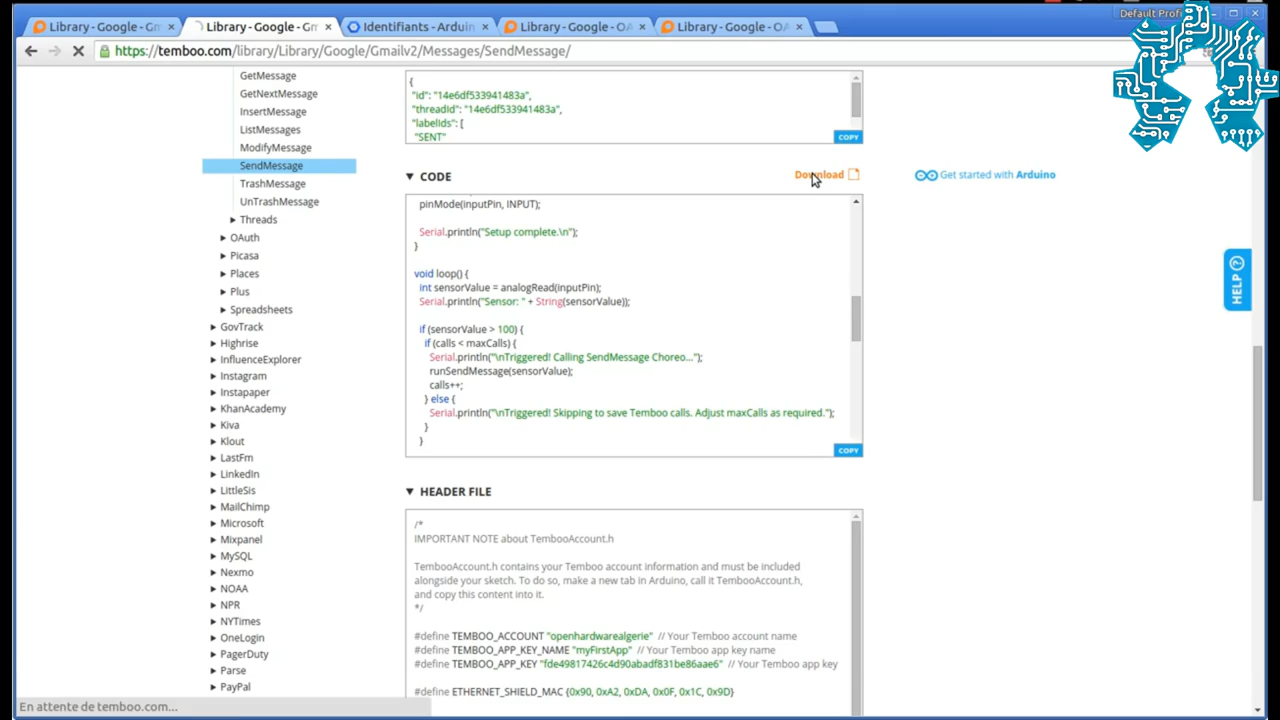 Default Profi
Library - Google - Gm
Library - Google - Gm
Identifiants - Arduin
Library - Google - OA
Library - Google - OA
https://temboo.com/library/Library/Google/Gmailv2/Messages/SendMessage/
GetMessage
GetNextMessage
InsertMessage
ListMessages
ModifyMessage
SendMessage
TrashMessage
UnTrashMessage
Threads
OAuth
Picasa
Places
Plus
Spreadsheets
GovTrack
Highrise
InfluenceExplorer
Instagram
Instapaper
KhanAcademy
Kiva
Klout
LastFm
LinkedIn
LittleSis
MailChimp
Microsoft
Mixpanel
MySQL
Nexmo
NOAA
NPR
NYTimes
OneLogin
PagerDuty
Parse
PayPal
{
"id": "14e6df533941483a",
"threadId": "14e6df533941483a",
"labelIds": [
"SENT"
COPY
CODE
Download
Get started with Arduino
pinMode(inputPin, INPUT);
Serial.println("Setup complete.\n");
}
void loop() {
int sensorValue = analogRead(inputPin);
Serial.println("Sensor: " + String(sensorValue));
if (sensorValue > 100) {
if (calls < maxCalls) {
Serial.println("\nTriggered! Calling SendMessage Choreo...");
runSendMessage(sensorValue);
calls++;
} else {
Serial.println("\nTriggered! Skipping to save Temboo calls. Adjust maxCalls as required.");
}
}
COPY
HELP ?
HEADER FILE
/*
IMPORTANT NOTE about TembooAccount.h
TembooAccount.h contains your Temboo account information and must be included
alongside your sketch. To do so, make a new tab in Arduino, call it TembooAccount.h,
and copy this content into it.
*/
#define TEMBOO_ACCOUNT "openhardwarealgerie" // Your Temboo account name
#define TEMBOO_APP_KEY_NAME "myFirstApp" // Your Temboo app key name
#define TEMBOO_APP_KEY "fde49817426c4d90abadf831be86aae6" // Your Temboo app key
#define ETHERNET_SHIELD_MAC {0x90, 0xA2, 0xDA, 0x0F, 0x1C, 0x9D}
En attente de temboo.com...